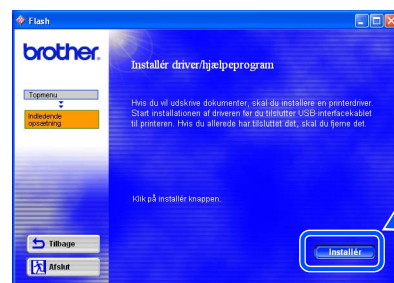 Flash
brother.
Installér driver/hjælpeprogram
Topmenu
Indledende
opsætning
Hvis du vil udskrive dokumenter, skal du installere en printerdriver.
Start installationen af driveren før du tilslutter USB-interfacekablet
til printeren. Hvis du allerede har tilsluttet det, skal du fjerne det.
Klik på installér knappen.
Tilbage
Installér
Afslut